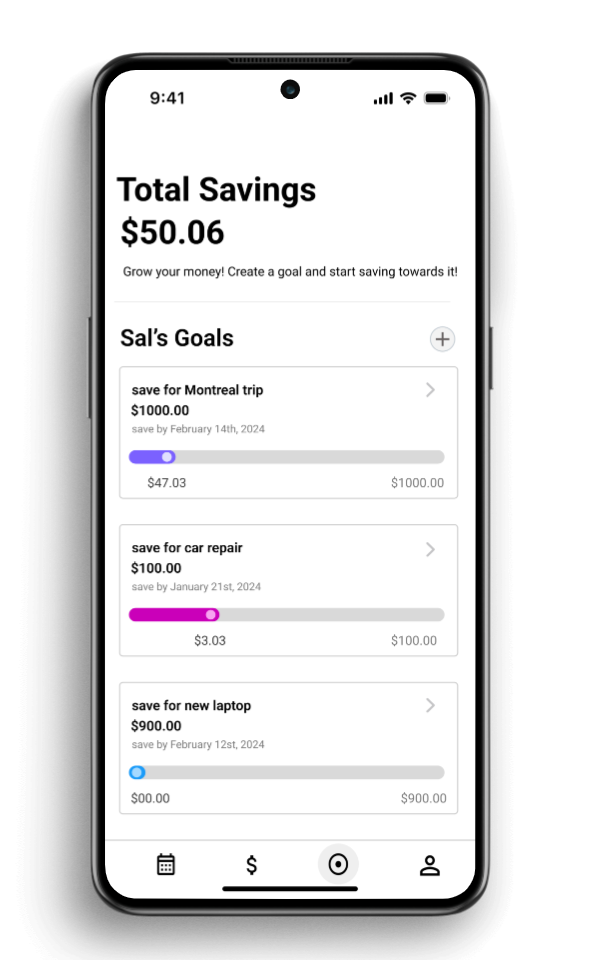 9:41
Total Savings
$50.06
Grow your money! Create a goal and start saving towards it!
Sal's Goals
save for Montreal trip
$1000.00
save by February 14th, 2024
$47.03 $1000.00
save for car repair
$100.00
save by January 21st, 2024
$3.03 $100.00
save for new laptop
$900.00
save by February 12st, 2024
$00.00 $900.00